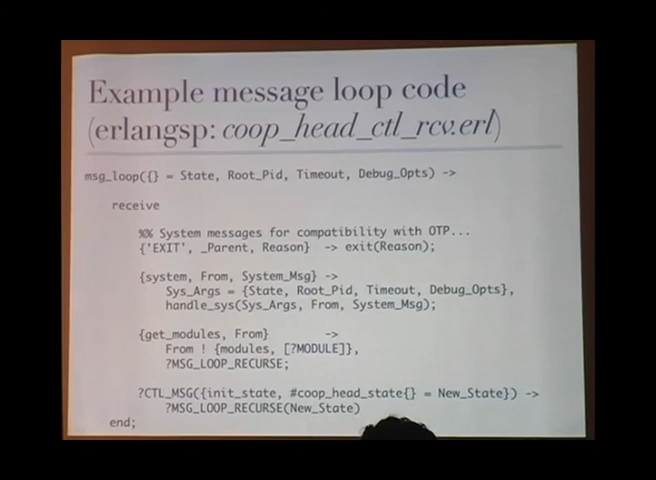 Example message loop code
(erlangsp: coop_head_ctl_rcv.erl)
msg_loop({} = State, Root_Pid, Timeout, Debug_Opts) ->
receive
%% System messages for compatibility with OTP...
{'EXIT', _Parent, Reason} -> exit(Reason);
{system, From, System_Msg} ->
Sys_Args = {State, Root_Pid, Timeout, Debug_Opts},
handle_sys(Sys_Args, From, System_Msg);
{get_modules, From} ->
From ! {modules, [?MODULE]},
?MSG_LOOP_RECURSE;
?CTL_MSG({init_state, #coop_head_state{} = New_State}) ->
?MSG_LOOP_RECURSE(New_State)
end;